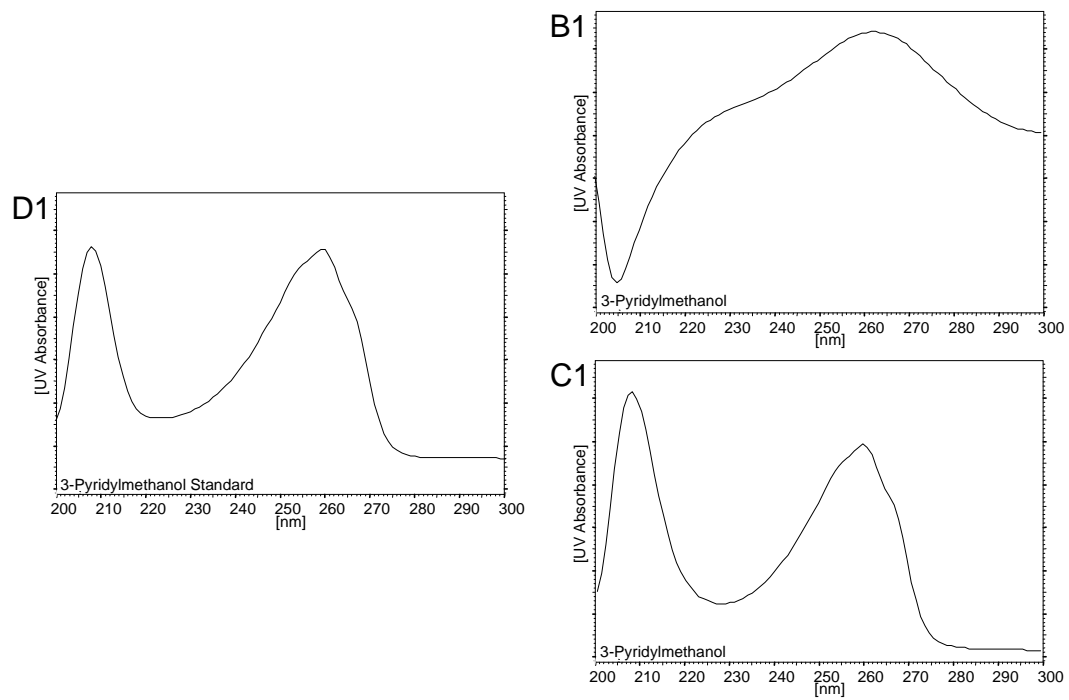 D1
[UV Absorbance]
3-Pyridylmethanol Standard
200 210 220 230 240 250 260 270 280 290 300
[nm]
B1
[UV Absorbance]
3-Pyridylmethanol
200 210 220 230 240 250 260 270 280 290 300
[nm]
C1
[UV Absorbance]
3-Pyridylmethanol
200 210 220 230 240 250 260 270 280 290 300
[nm]